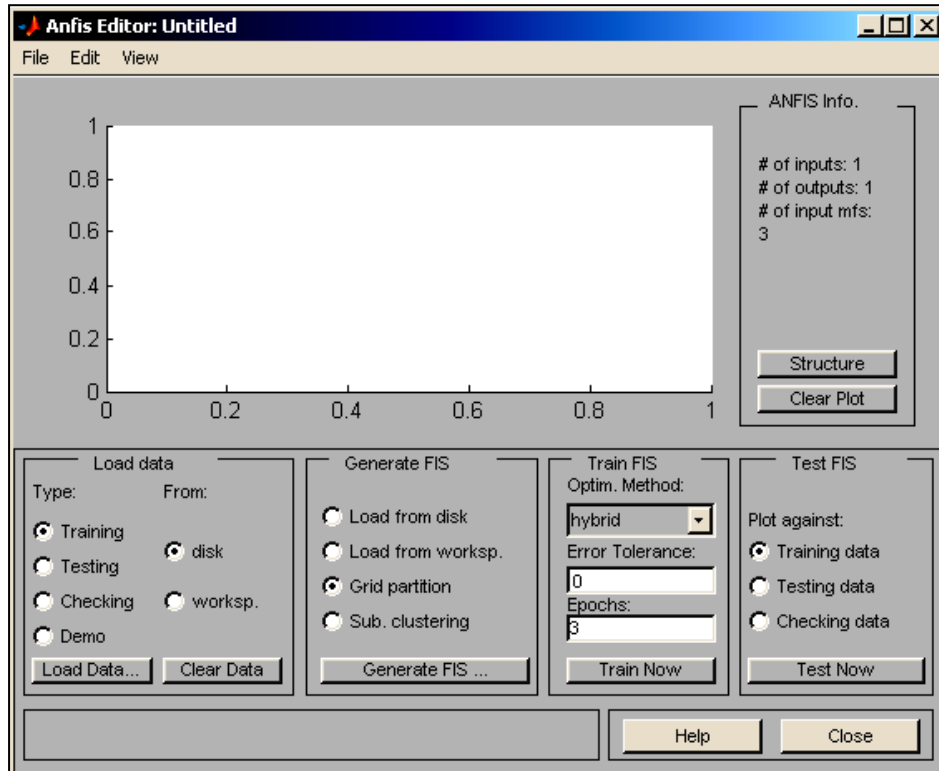 Anfis Editor: Untitled
File Edit View
ANFIS Info.
# of inputs: 1
# of outputs: 1
# of input mfs:
3
Structure
Clear Plot
1
0.8
0.6
0.4
0.2
0
0 0.2 0.4 0.6 0.8 1
Load data
Type: From:
Training
Testing
Checking
Demo
disk
worksp.
Load Data... Clear Data
Generate FIS
Load from disk
Load from worksp.
Grid partition
Sub. clustering
Generate FIS ...
Train FIS
Optim. Method:
hybrid
Error Tolerance:
0
Epochs:
3
Train Now
Test FIS
Plot against:
Training data
Testing data
Checking data
Test Now
Help Close